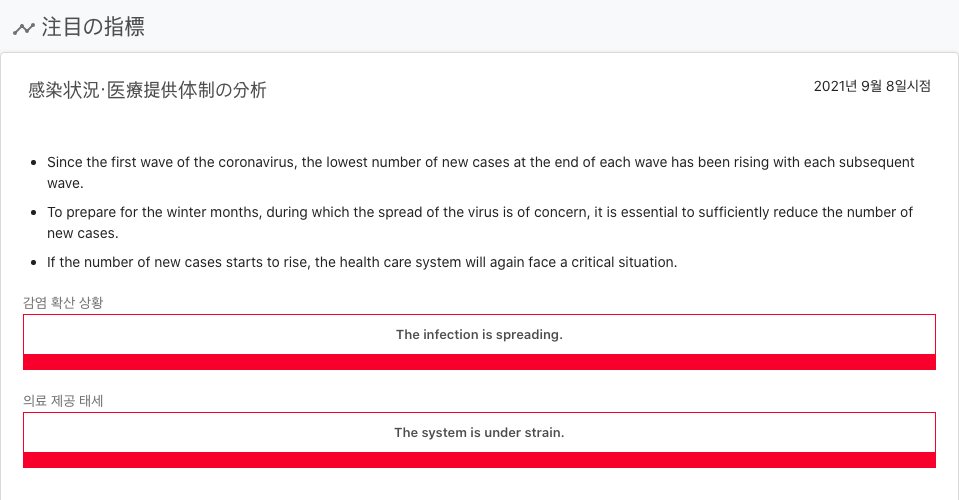 注目の指標
感染状況·医療提供体制の分析
2021년 9월 8일시점
Since the first wave of the coronavirus, the lowest number of new cases at the end of each wave has been rising with each subsequent
wave.
To prepare for the winter months, during which the spread of the virus is of concern, it is essential to sufficiently reduce the number of
new cases.
If the number of new cases starts to rise, the health care system will again face a critical situation.
감염 확산 상황
The infection is spreading.
의료 제공 태세
The system is under strain.